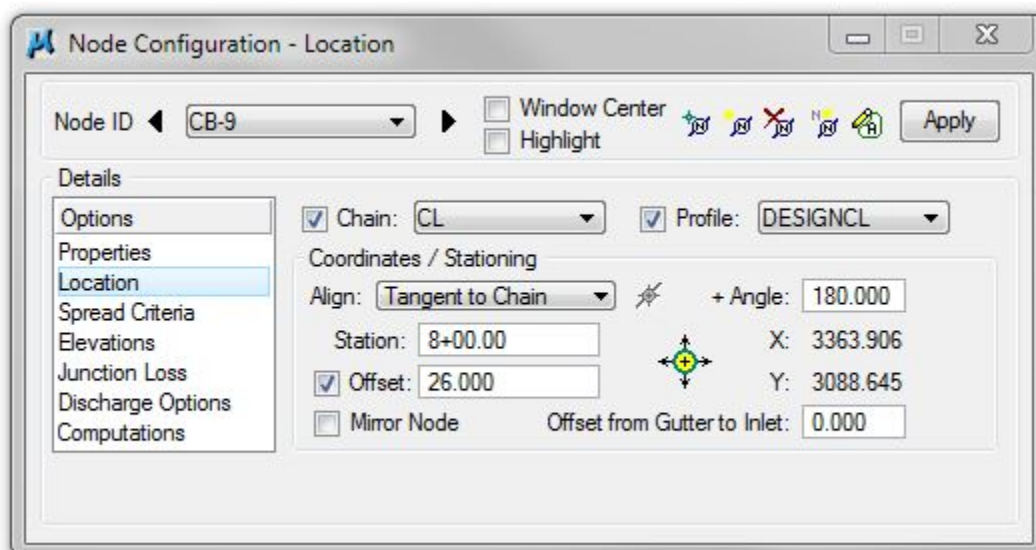 Node Configuration - Location
Node ID CB-9 Window Center Apply
Highlight
Details
Options Chain: CL Profile: DESIGNCL
Properties
Location
Spread Criteria
Elevations
Junction Loss
Discharge Options
Computations
Coordinates / Stationing
Align: Tangent to Chain + Angle: 180.000
Station: 8+00.00 X: 3363.906
Offset: 26.000 Y: 3088.645
Mirror Node Offset from Gutter to Inlet: 0.000